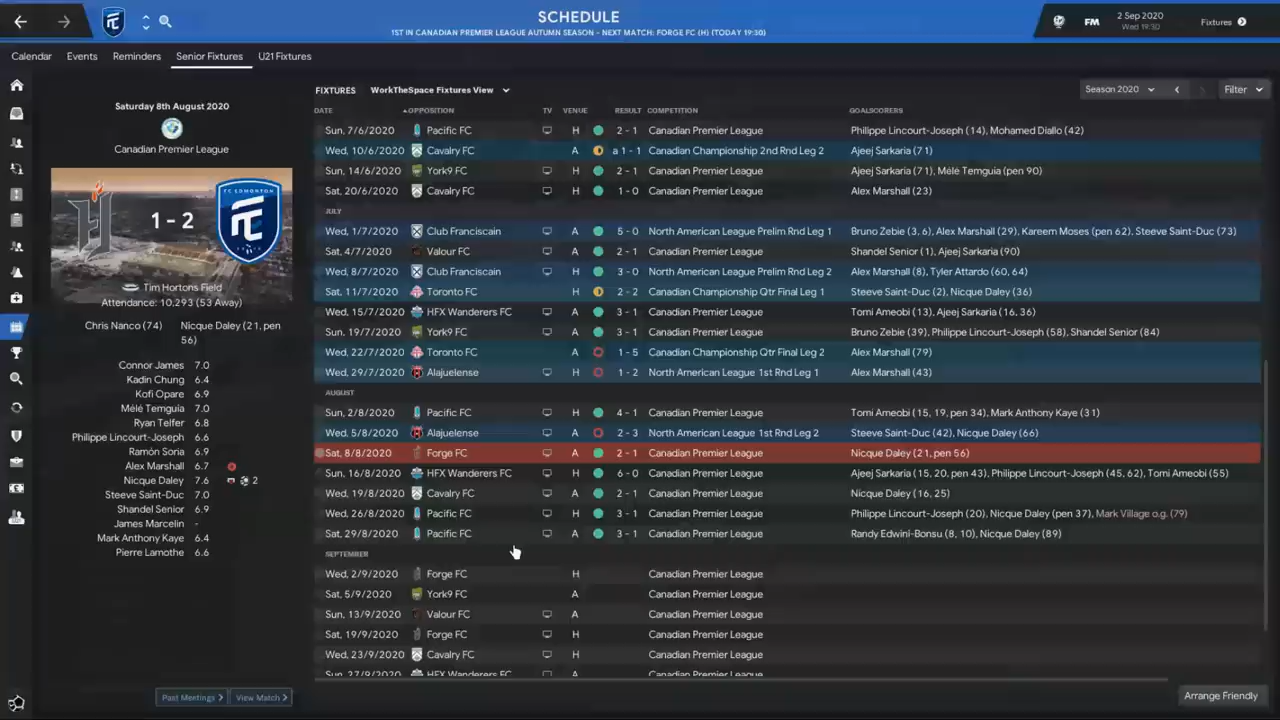 SCHEDULE
1ST IN CANADIAN PREMIER LEAGUE AUTUMN SEASON - NEXT MATCH: FORGE FC (H) (TODAY 19:30)
FM
2 Sep 2020
Wed 19:30
Fixtures
Calendar Events Reminders Senior Fixtures U21 Fixtures
Saturday 8th August 2020
Canadian Premier League
FC EDMONTON
1 - 2
Tim Hortons Field
Attendance: 10,293 (53 Away)
Chris Nanco (74) Nicque Daley (21, pen
56)
Connor James 7.0
Kadin Chung 6.4
Kofi Opare 6.9
Mélé Temguia 7.0
Ryan Telfer 6.8
Philippe Lincourt-Joseph 6.6
Ramón Soria 6.9
Alex Marshall 6.7
Nicque Daley 7.6 2
Steeve Saint-Duc 7.0
Shandel Senior 6.9
James Marcelin -
Mark Anthony Kaye 6.4
Pierre Lamothe 6.6
Past Meetings View Match
FIXTURES WorkTheSpace Fixtures View Season 2020 Filter
DATE OPPOSITION TV VENUE RESULT COMPETITION GOALSCORERS
Sun, 7/6/2020 Pacific FC H 2 - 1 Canadian Premier League Philippe Lincourt-Joseph (14), Mohamed Diallo (42)
Wed, 10/6/2020 Cavalry FC A a 1 - 1 Canadian Championship 2nd Rnd Leg 2 Ajeej Sarkaria (71)
Sun, 14/6/2020 York9 FC H 2 - 1 Canadian Premier League Ajeej Sarkaria (71), Mélé Temguia (pen 90)
Sat, 20/6/2020 Cavalry FC H 1 - 0 Canadian Premier League Alex Marshall (23)
JULY
Wed, 1/7/2020 Club Franciscain A 5 - 0 North American League Prelim Rnd Leg 1 Bruno Zebie (3, 6), Alex Marshall (29), Kareem Moses (pen 62), Steeve Saint-Duc (73)
Sat, 4/7/2020 Valour FC A 2 - 1 Canadian Premier League Shandel Senior (1), Ajeej Sarkaria (90)
Wed, 8/7/2020 Club Franciscain H 3 - 0 North American League Prelim Rnd Leg 2 Alex Marshall (8), Tyler Attardo (60, 64)
Sat, 11/7/2020 Toronto FC H 2 - 2 Canadian Championship Qtr Final Leg 1 Steeve Saint-Duc (2), Nicque Daley (36)
Wed, 15/7/2020 HFX Wanderers FC A 3 - 1 Canadian Premier League Tomi Ameobi (13), Ajeej Sarkaria (16, 36)
Sun, 19/7/2020 York9 FC A 3 - 1 Canadian Premier League Bruno Zebie (39), Philippe Lincourt-Joseph (58), Shandel Senior (84)
Wed, 22/7/2020 Toronto FC A 1 - 5 Canadian Championship Qtr Final Leg 2 Alex Marshall (79)
Wed, 29/7/2020 Alajuelense H 1 - 2 North American League 1st Rnd Leg 1 Alex Marshall (43)
AUGUST
Sun, 2/8/2020 Pacific FC H 4 - 1 Canadian Premier League Tomi Ameobi (15, 19, pen 34), Mark Anthony Kaye (31)
Wed, 5/8/2020 Alajuelense A 2 - 3 North American League 1st Rnd Leg 2 Steeve Saint-Duc (42), Nicque Daley (66)
Sat, 8/8/2020 Forge FC A 2 - 1 Canadian Premier League Nicque Daley (21, pen 56)
Sun, 16/8/2020 HFX Wanderers FC H 6 - 0 Canadian Premier League Ajeej Sarkaria (15, 20, pen 43), Philippe Lincourt-Joseph (45, 62), Tomi Ameobi (55)
Wed, 19/8/2020 Cavalry FC A 2 - 1 Canadian Premier League Nicque Daley (16, 25)
Wed, 26/8/2020 Pacific FC H 3 - 1 Canadian Premier League Philippe Lincourt-Joseph (20), Nicque Daley (pen 37), Mark Village o.g. (79)
Sat, 29/8/2020 Pacific FC A 3 - 1 Canadian Premier League Randy Edwini-Bonsu (8, 10), Nicque Daley (89)
SEPTEMBER
Wed, 2/9/2020 Forge FC H Canadian Premier League
Sat, 5/9/2020 York9 FC A Canadian Premier League
Sun, 13/9/2020 Valour FC A Canadian Premier League
Sat, 19/9/2020 Forge FC H Canadian Premier League
Wed, 23/9/2020 Cavalry FC H Canadian Premier League
Sun, 27/9/2020 HFX Wanderers FC A Canadian Premier League
Arrange Friendly